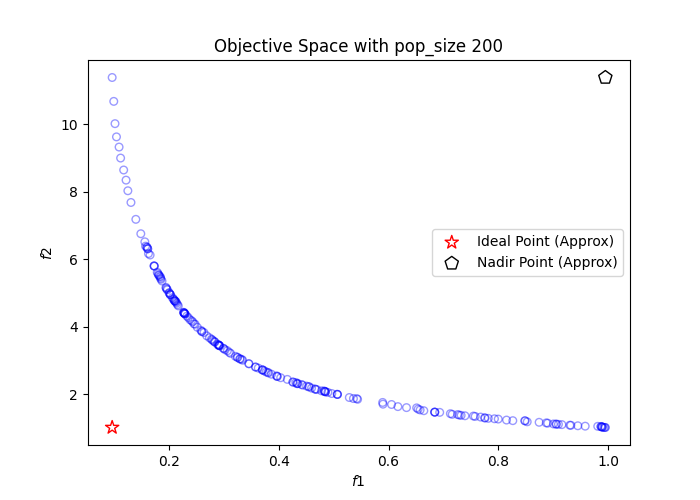 Objective Space with pop_size 200
f2
10
8
6
4
2
Ideal Point (Approx)
Nadir Point (Approx)
0.2 0.4 0.6 0.8 1.0
f1